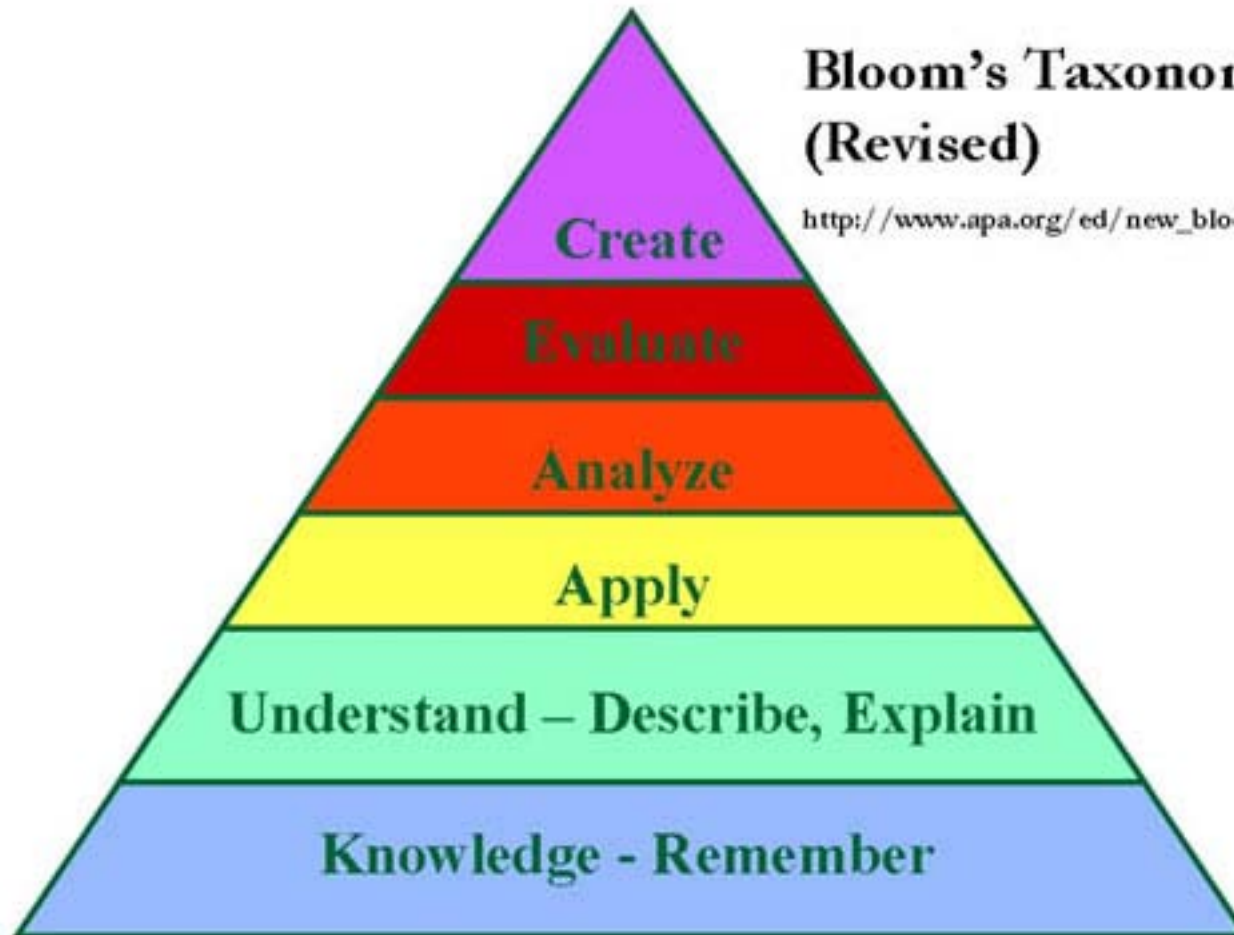 Bloom's Taxonor
(Revised)
http://www.apa.org/ed/new_blo
Create
Evaluate
Analyze
Apply
Understand – Describe, Explain
Knowledge - Remember